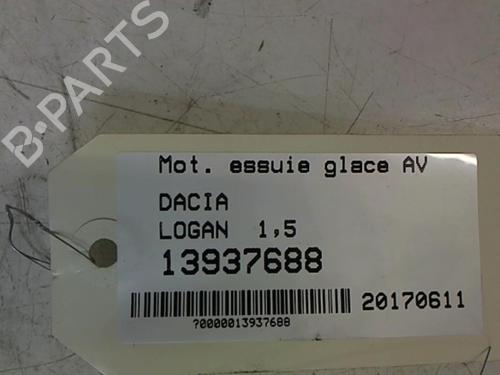 B-PARTS
Mot. essuie glace AV
DACIA
LOGAN 1,5
13937688
20170611
?0000013937688